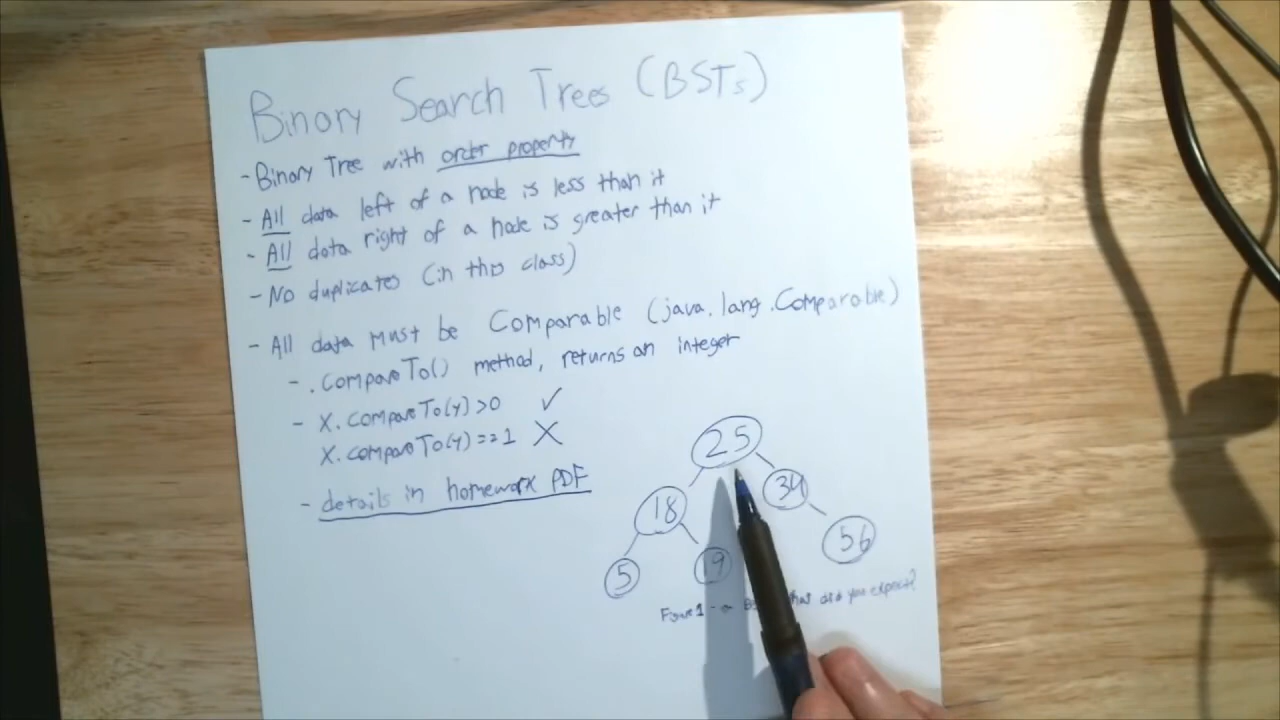 Binary Search Trees (BSTs)
- Binary Tree with order property
- All data left of a node is less than it
- All data right of a node is greater than it
- No duplicates (in this class)
- All data must be Comparable (java.lang.Comparable)
- .compareTo() method, returns an integer
- X.compareTo(Y)>0 ✓
X.compareTo(Y)==1 X
- details in homework PDF
25
18 34
5 19 56
Figure 1 - a did you expect?